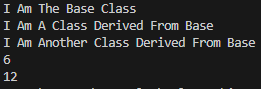 I Am The Base Class
I Am A Class Derived From Base
I Am Another Class Derived From Base
6
12